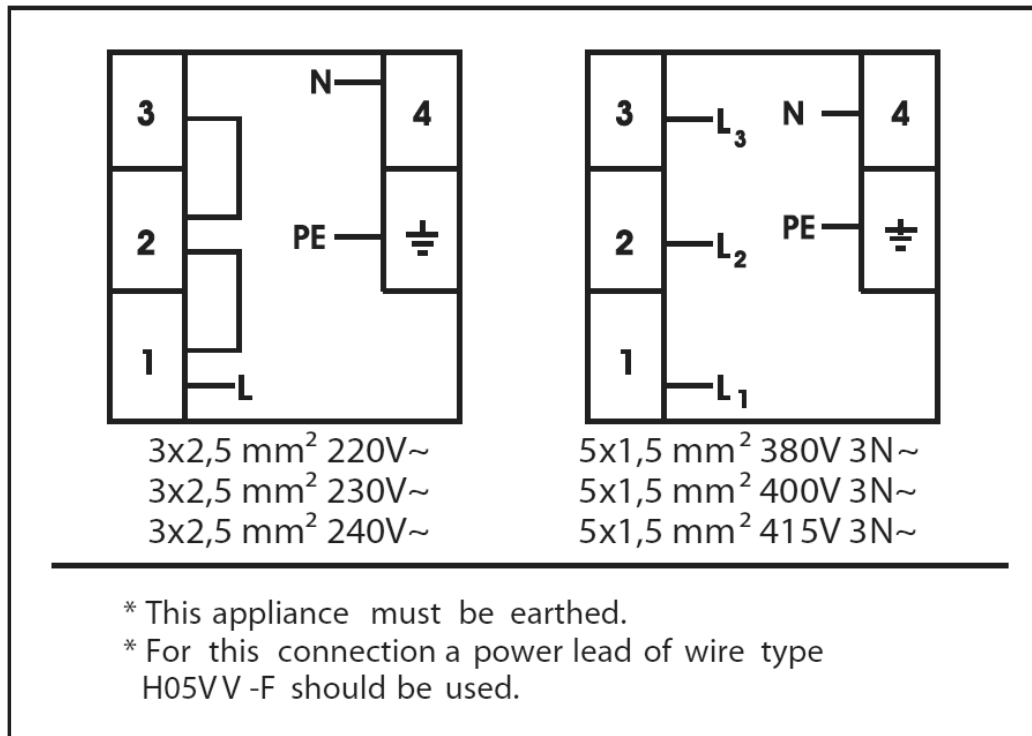 3
N
4
2
PE
1
L
3x2,5 mm² 220V~
3x2,5 mm² 230V~
3x2,5 mm² 240V~
3
L3
N
4
2
L2
PE
1
L1
5x1,5 mm² 380V 3N~
5x1,5 mm² 400V 3N~
5x1,5 mm² 415V 3N~
* This appliance must be earthed.
* For this connection a power lead of wire type
H05V V -F should be used.